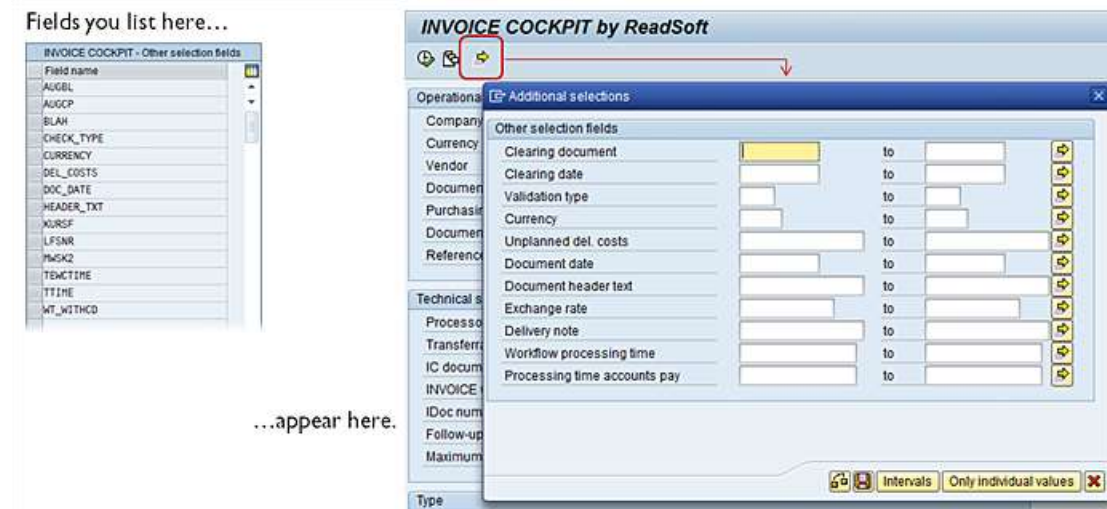 Fields you list here...
INVOICE COCKPIT - Other selection fields
Field name
AUGBL
AUGCP
BLAH
CHECK_TYPE
CURRENCY
DEL_COSTS
DOC_DATE
HEADER_TXT
KURSF
LFSNR
MWSK2
TEWCTIME
TTIME
WT_WITHCD
...appear here.
INVOICE COCKPIT by ReadSoft
Operationa
Company
Currency
Vendor
Documen
Purchasin
Documen
Reference
Technical s
Processo
Transferra
IC docum
INVOICE
IDoc num
Follow-up
Maximum
Type
Additional selections
Other selection fields
Clearing document to
Clearing date to
Validation type to
Currency to
Unplanned del. costs to
Document date to
Document header text to
Exchange rate to
Delivery note to
Workflow processing time to
Processing time accounts pay to
Intervals Only individual values